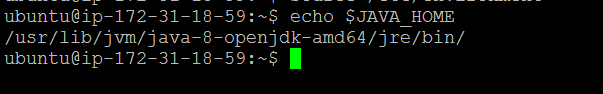 ubuntu@ip-172-31-18-59:~$ echo $JAVA_HOME
/usr/lib/jvm/java-8-openjdk-amd64/jre/bin/
ubuntu@ip-172-31-18-59:~$